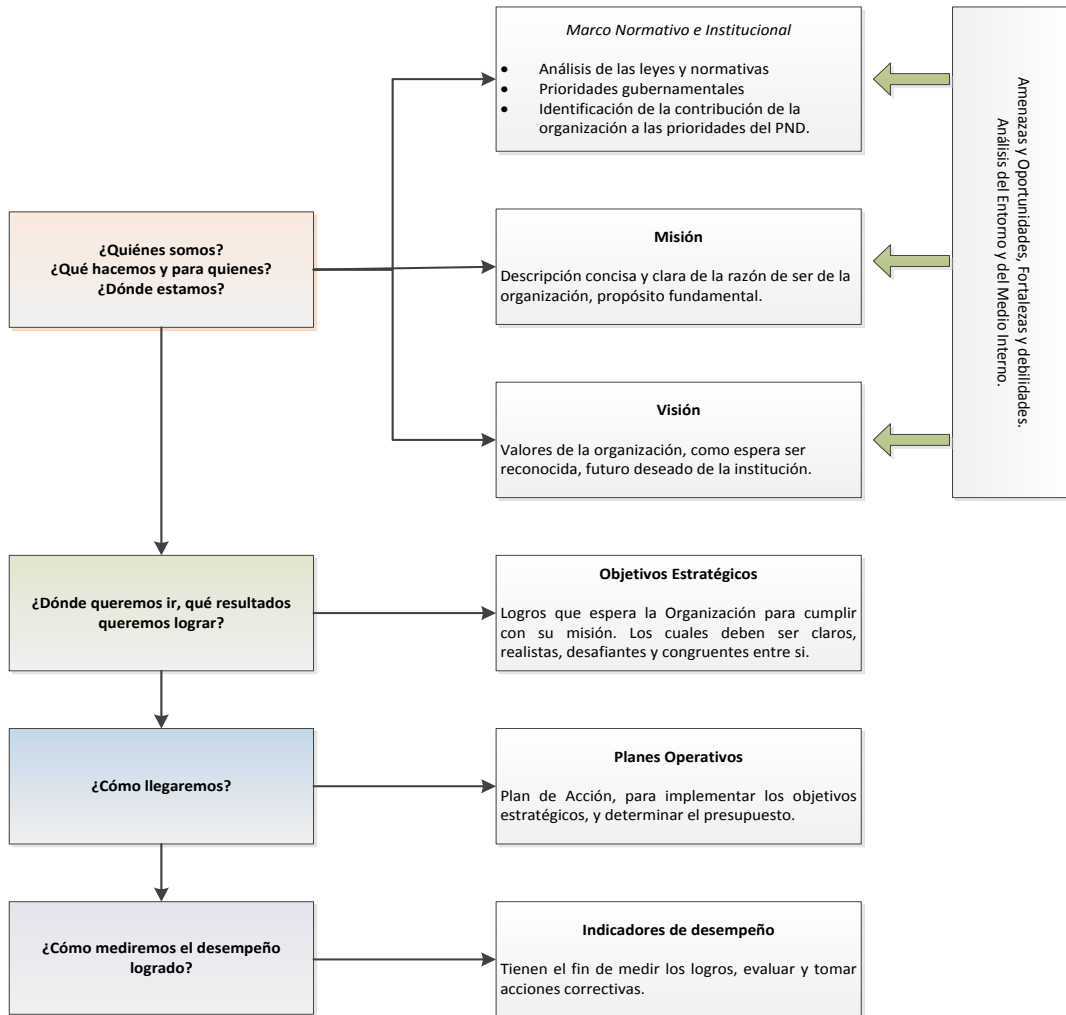 Marco Normativo e Institucional
• Análisis de las leyes y normativas
• Prioridades gubernamentales
• Identificación de la contribución de la
organización a las prioridades del PND.
Amenazas y Oportunidades, Fortalezas y debilidades.
Análisis del Entorno y del Medio Interno.
¿Quiénes somos?
¿Qué hacemos y para quienes?
¿Dónde estamos?
Misión
Descripción concisa y clara de la razón de ser de la
organización, propósito fundamental.
Visión
Valores de la organización, como espera ser
reconocida, futuro deseado de la institución.
¿Dónde queremos ir, qué resultados
queremos lograr?
Objetivos Estratégicos
Logros que espera la Organización para cumplir
con su misión. Los cuales deben ser claros,
realistas, desafiantes y congruentes entre si.
¿Cómo llegaremos?
Planes Operativos
Plan de Acción, para implementar los objetivos
estratégicos, y determinar el presupuesto.
¿Cómo mediremos el desempeño
logrado?
Indicadores de desempeño
Tienen el fin de medir los logros, evaluar y tomar
acciones correctivas.